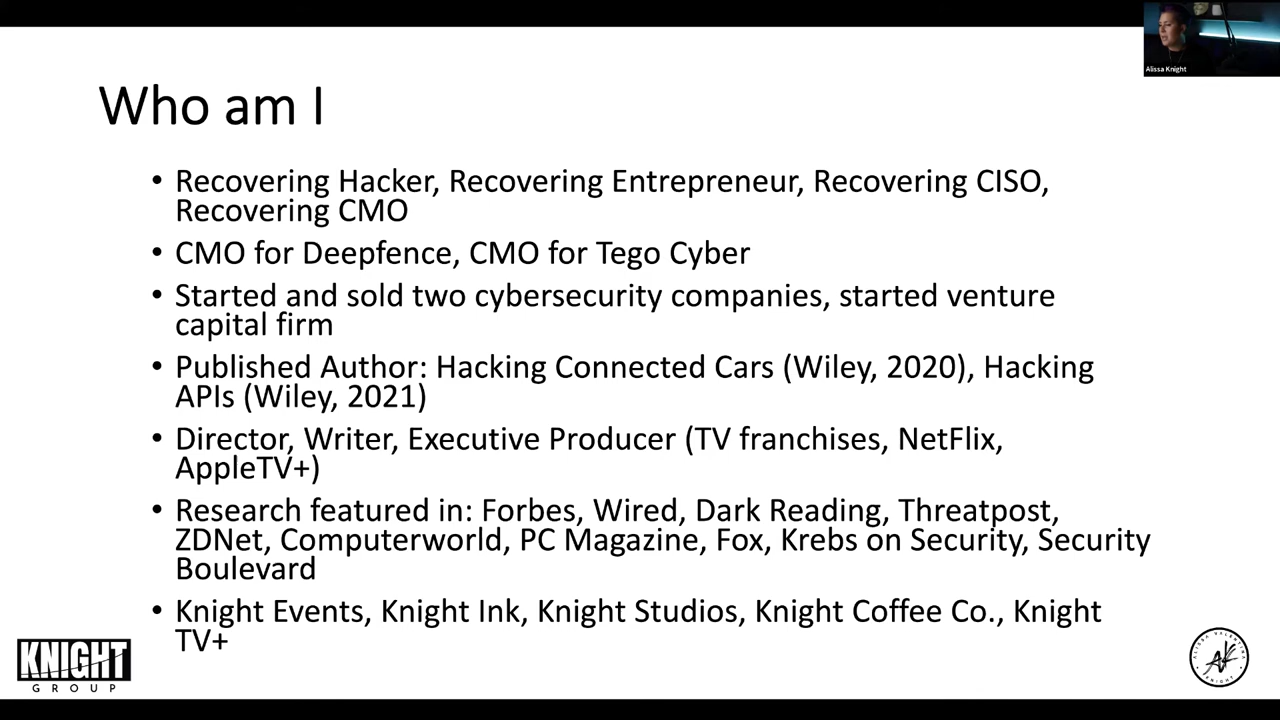 Alissa Knight
Who am I
• Recovering Hacker, Recovering Entrepreneur, Recovering CISO,
Recovering CMO
• CMO for Deepfence, CMO for Tego Cyber
• Started and sold two cybersecurity companies, started venture
capital firm
• Published Author: Hacking Connected Cars (Wiley, 2020), Hacking
APIs (Wiley, 2021)
• Director, Writer, Executive Producer (TV franchises, NetFlix,
AppleTV+)
• Research featured in: Forbes, Wired, Dark Reading, Threatpost,
ZDNet, Computerworld, PC Magazine, Fox, Krebs on Security, Security
Boulevard
• Knight Events, Knight Ink, Knight Studios, Knight Coffee Co., Knight
TV+
KNIGHT
GROUP
ALISSA VALENTINA
AK
KNIGHT